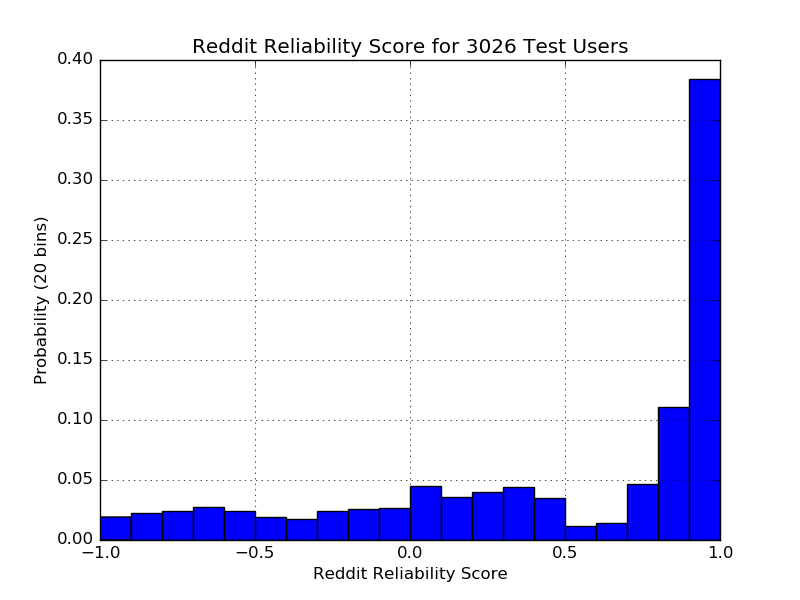 Reddit Reliability Score for 3026 Test Users
0.40
0.35
0.30
0.25
0.20
0.15
0.10
0.05
0.00
Probability (20 bins)
−1.0 −0.5 0.0 0.5 1.0
Reddit Reliability Score